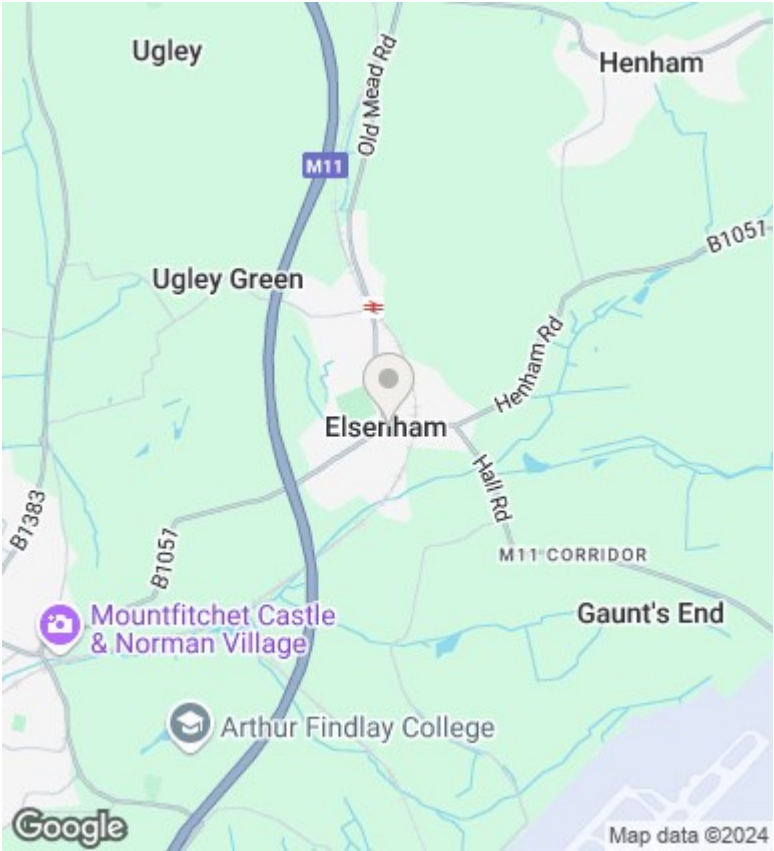 Ugley
Henham
Old Mead Rd
M11
B1051
Ugley Green
Henham Rd
Elsenham
Hall Rd
B1383
B1051
M11 CORRIDOR
Gaunt's End
Mountfitchet Castle
& Norman Village
Arthur Findlay College
Google
Map data ©2024